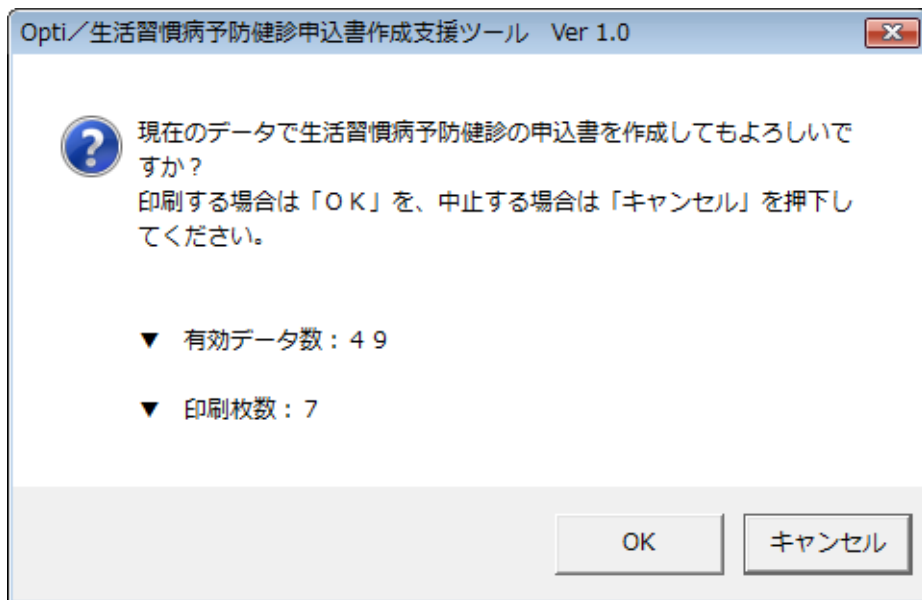 Opti／生活習慣病予防健診申込書作成支援ツール　Ver 1.0
現在のデータで生活習慣病予防健診の申込書を作成してもよろしいで
すか？
印刷する場合は「ＯＫ」を、中止する場合は「キャンセル」を押下し
てください。
▼　有効データ数：４９
▼　印刷枚数：７
OK
キャンセル